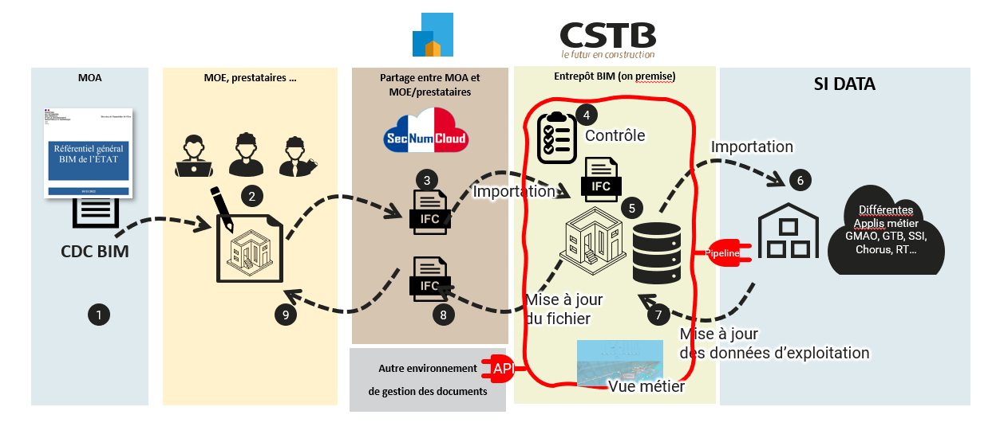 CSTB
le futur en construction
MOA
Référentiel général
BIM de l'ÉTAT
CDC BIM
1
MOE, prestataires ...
2
9
Partage entre MOA et
MOE/prestataires
SecNumCloud
3
IFC
Importation
IFC
8
Autre environnement
de gestion des documents
API
Entrepôt BIM (on premise)
4
Contrôle
IFC
5
Mise à jour
du fichier
7
Vue métier
Pipeline
SI DATA
Importation
6
Différentes
Applis métier
GMAO, GTB, SSI,
Chorus, RT...
Mise à jour
des données d'exploitation